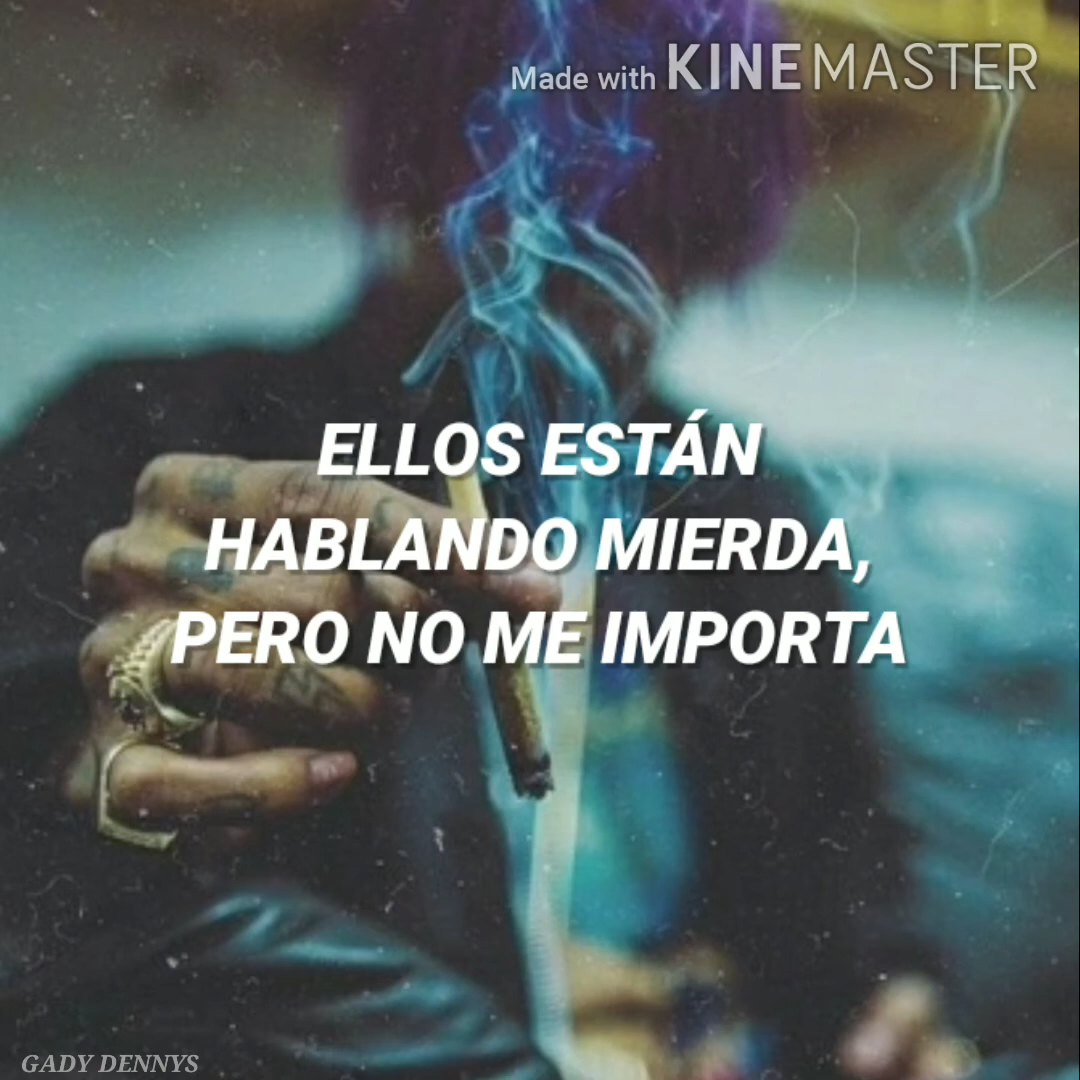 Made with KINEMASTER
ELLOS ESTÁN
HABLANDO MIERDA,
PERO NO ME IMPORTA
GADY DENNYS